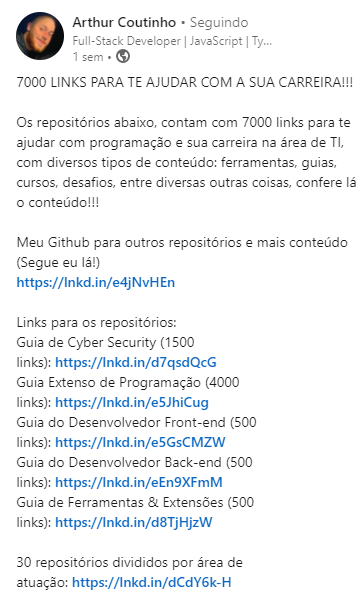 Arthur Coutinho • Seguindo
Full-Stack Developer | JavaScript | Ty...
1 sem •
7000 LINKS PARA TE AJUDAR COM A SUA CARREIRA!!!
Os repositórios abaixo, contam com 7000 links para te
ajudar com programação e sua carreira na área de TI,
com diversos tipos de conteúdo: ferramentas, guias,
cursos, desafios, entre diversas outras coisas, confere lá
o conteúdo!!!
Meu Github para outros repositórios e mais conteúdo
(Segue eu lá!)
https://lnkd.in/e4jNvHEn
Links para os repositórios:
Guia de Cyber Security (1500
links): https://lnkd.in/d7qsdQcG
Guia Extenso de Programação (4000
links): https://lnkd.in/e5JhiCug
Guia do Desenvolvedor Front-end (500
links): https://lnkd.in/e5GsCMZW
Guia do Desenvolvedor Back-end (500
links): https://lnkd.in/eEn9XFmM
Guia de Ferramentas & Extensões (500
links): https://lnkd.in/d8TjHjzW
30 repositórios divididos por área de
atuação: https://lnkd.in/dCdY6k-H